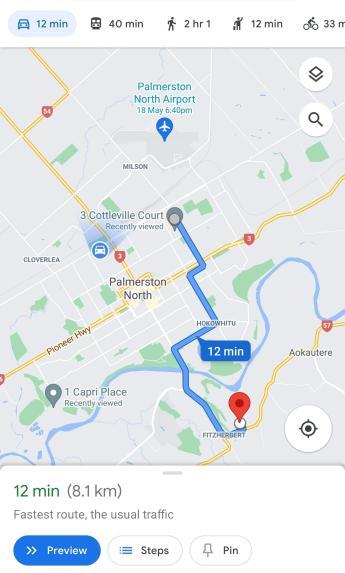 12 min
40 min
2 hr 1
12 min
33 m
54
Palmerston
North Airport
18 May 6:40pm
MILSON
3 Cottleville Court
Recently viewed
3
CLOVERLEA
3
Palmerston
North
HOKOWHITU
57
Pioneer Hwy
12 min
Aokautere
3
1 Capri Place
Recently viewed
FITZHERBERT
12 min (8.1 km)
Fastest route, the usual traffic
Preview
Steps
Pin